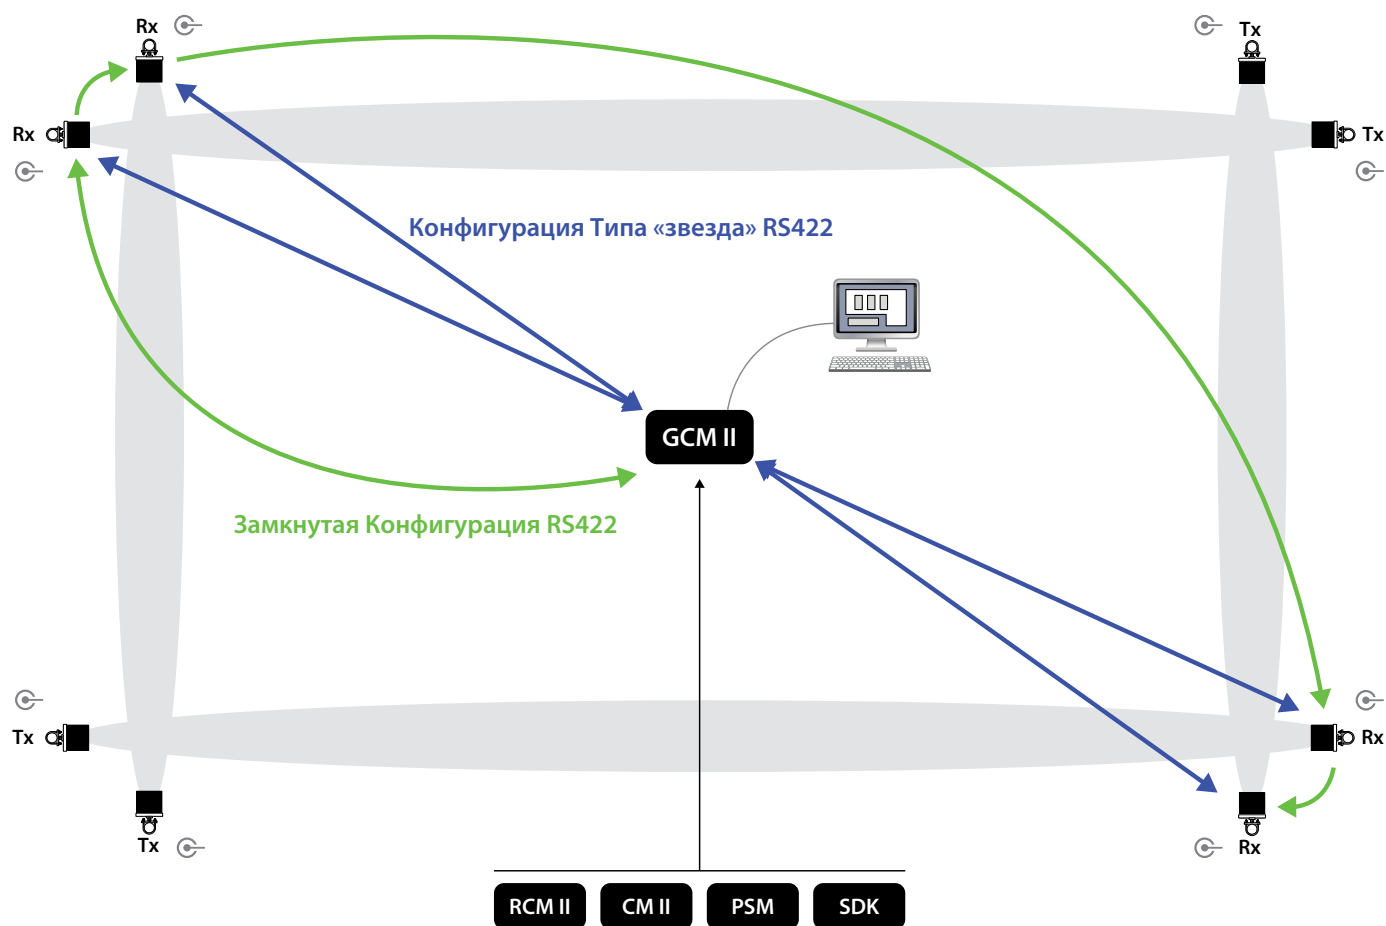 Rx
Tx
Rx
Tx
Конфигурация Типа «звезда» RS422
GCM II
Замкнутая Конфигурация RS422
Tx
Rx
Tx
Rx
RCM II
CM II
PSM
SDK